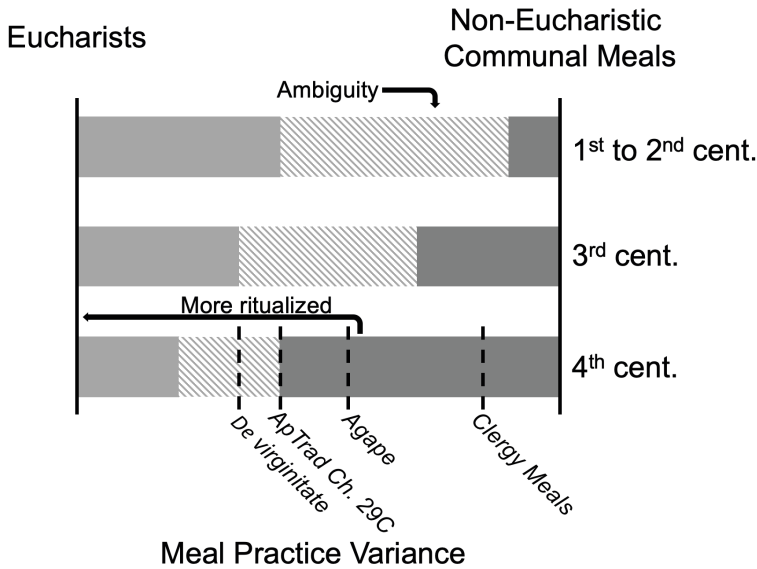 Eucharists
Non-Eucharistic
Communal Meals
Ambiguity
1st to 2nd cent.
3rd cent.
More ritualized
4th cent.
De virginitate
ApTrad Ch. 29C
Agape
Clergy Meals
Meal Practice Variance